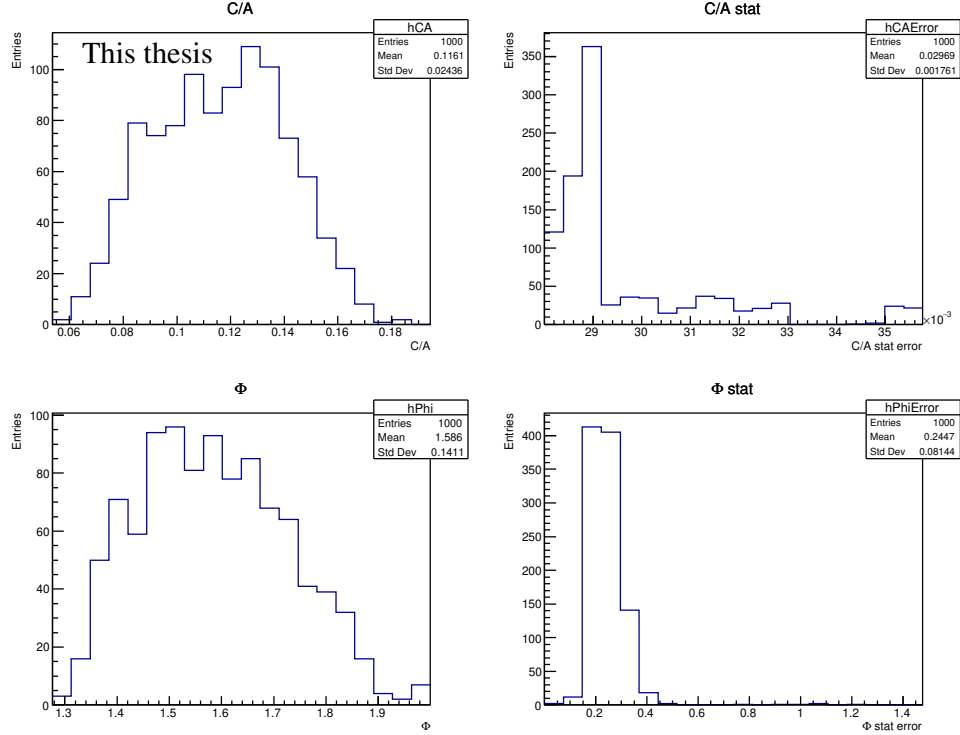 C/A
This thesis
hCA
Entries 1000
Mean 0.1161
Std Dev 0.02436
Entries
100
80
60
40
20
0
0.06 0.08 0.1 0.12 0.14 0.16 0.18
C/A
C/A stat
hCAError
Entries 1000
Mean 0.02969
Std Dev 0.001761
Entries
350
300
250
200
150
100
50
0
29 30 31 32 33 34 35
×10⁻³
C/A stat error
Φ
hPhi
Entries 1000
Mean 1.586
Std Dev 0.1411
Entries
100
80
60
40
20
0
1.3 1.4 1.5 1.6 1.7 1.8 1.9
Φ
Φ stat
hPhiError
Entries 1000
Mean 0.2447
Std Dev 0.08144
Entries
400
350
300
250
200
150
100
50
0
0.2 0.4 0.6 0.8 1 1.2 1.4
Φ stat error